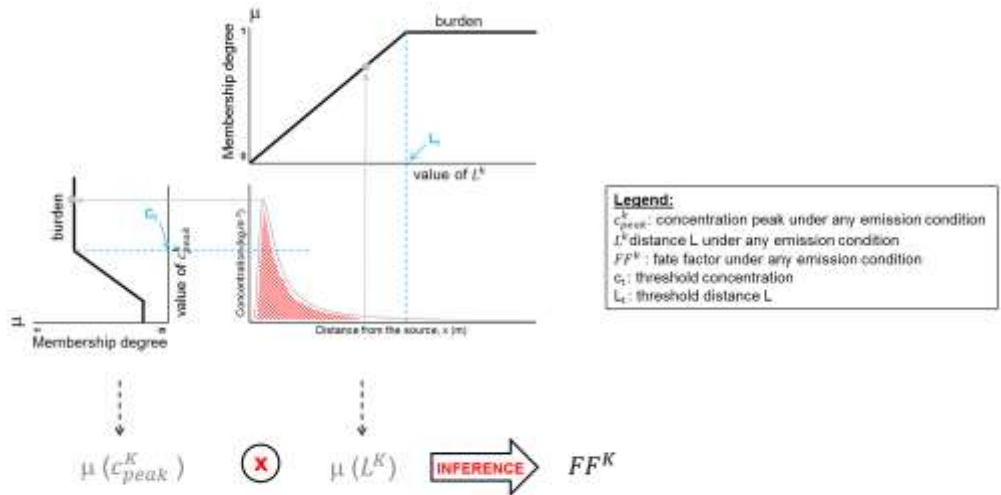 μ
burden
Membership degree
1
0
L_t
value of L^k
burden
C_t
value of c^k_peak
Concentration(kg.m^-3)
μ
1
0
Membership degree
Distance from the source, x (m)
Legend:
c^k_peak: concentration peak under any emission condition
L^k distance L under any emission condition
FF^k : fate factor under any emission condition
c_t: threshold concentration
L_t: threshold distance L
μ (c^K_peak)
X
μ (L^K)
INFERENCE
FF^K